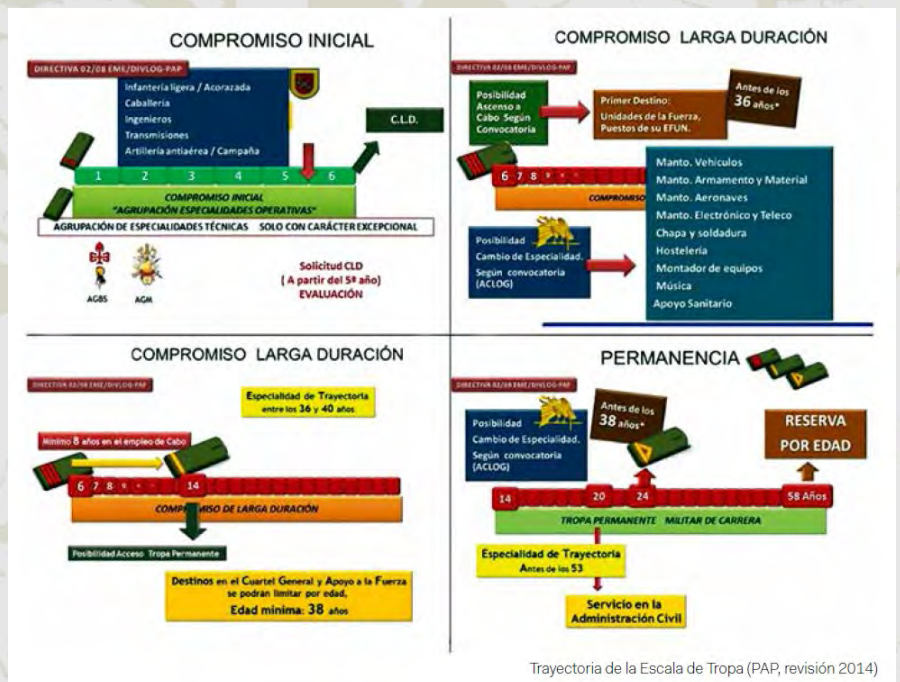 COMPROMISO INICIAL
DIRECTIVA 02/08 EME/DIVLOG-PAP
Infantería ligera / Acorazada
Caballería
Ingenieros
Transmisiones
Artillería antiaérea / Campaña
C.L.D.
1 2 3 4 5 6
COMPROMISO INICIAL
"AGRUPACIÓN ESPECIALIDADES OPERATIVAS"
AGRUPACIÓN DE ESPECIALIDADES TÉCNICAS SOLO CON CARÁCTER EXCEPCIONAL
AGBS
AGM
Solicitud CLD
( A partir del 5º año)
EVALUACIÓN
COMPROMISO LARGA DURACIÓN
DIRECTIVA 02/08 EME/DIVLOG-PAP
Posibilidad
Ascenso a
Cabo Según
Convocatoria
Primer Destino:
Unidades de la Fuerza,
Puestos de su EFUN.
Antes de los
36 años*
6 7 8
COMPROMISO
Posibilidad
Cambio de Especialidad.
Según convocatoria
(ACLOG)
Manto. Vehículos
Manto. Armamento y Material
Manto. Aeronaves
Manto. Electrónico y Teleco
Chapa y soldadura
Hostelería
Montador de equipos
Música
Apoyo Sanitario
COMPROMISO LARGA DURACIÓN
DIRECTIVA 02/08 EME/DIVLOG-PAP
Especialidad de Trayectoria
entre los 36 y 40 años
Mínimo 8 años en el empleo de Cabo
6 7 8 14
COMPROMISO DE LARGA DURACIÓN
Posibilidad Acceso Tropa Permanente
Destinos en el Cuartel General y Apoyo a la Fuerza
se podran limitar por edad,
Edad minima: 38 años
PERMANENCIA
DIRECTIVA 02/08 EME/DIVLOG-PAP
Posibilidad
Cambio de Especialidad.
Según convocatoria
(ACLOG)
Antes de los
38 años*
RESERVA
POR EDAD
14 20 24 58 Años
TROPA PERMANENTE MILITAR DE CARRERA
Especialidad de Trayectoria
Antes de los 53
Servicio en la
Administración Civil
Trayectoria de la Escala de Tropa (PAP, revisión 2014)